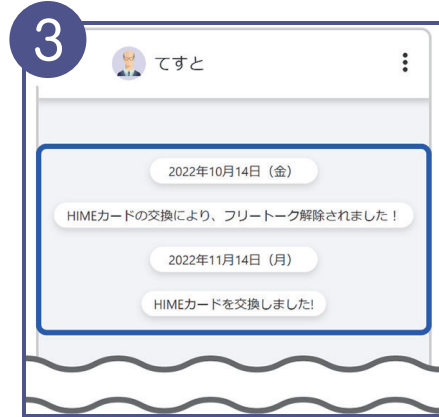 3
てすと
2022年10月14日（金）
HIMEカードの交換により、フリートーク解除されました！
2022年11月14日（月）
HIMEカードを交換しました!